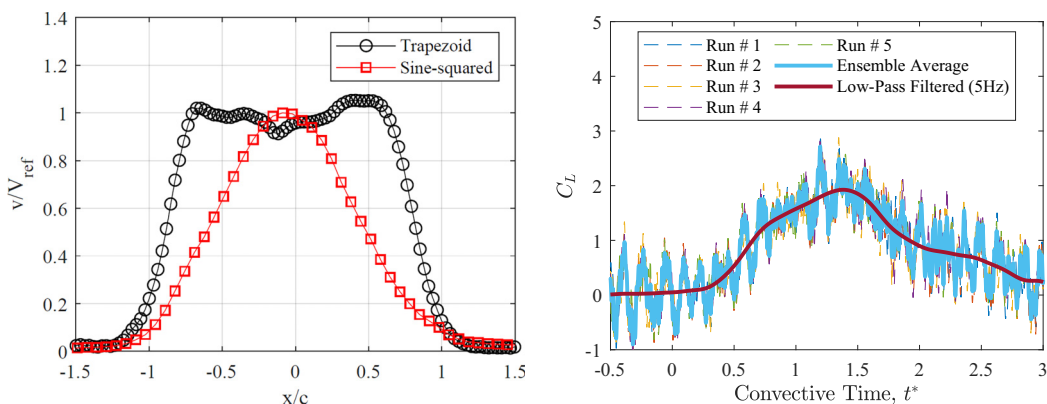 1.4
1.2
1
0.8
0.6
0.4
0.2
0
-1.5
-1
-0.5
0
0.5
1
1.5
v/V_ref
x/c
Trapezoid
Sine-squared
5
4
3
2
1
0
-1
-0.5
0
0.5
1
1.5
2
2.5
3
C_L
Convective Time, t*
Run # 1
Run # 2
Run # 3
Run # 4
Run # 5
Ensemble Average
Low-Pass Filtered (5Hz)